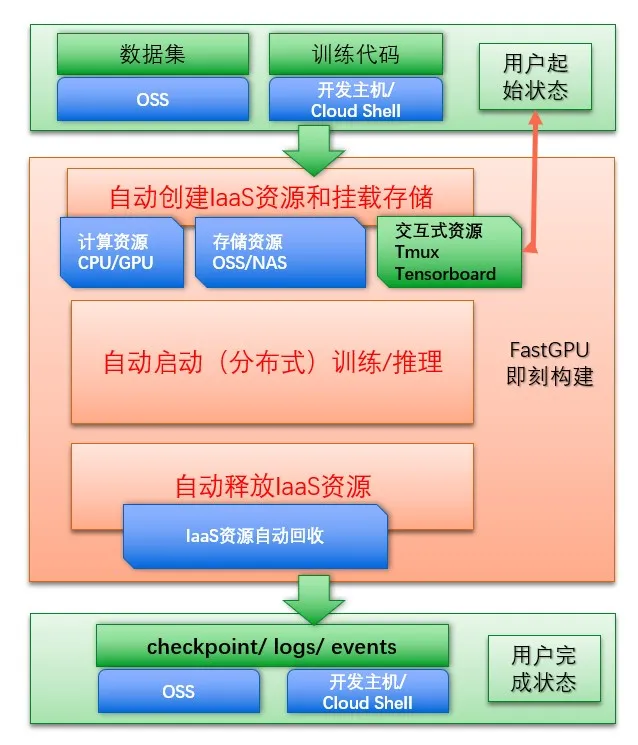 数据集
OSS
训练代码
开发主机/
Cloud Shell
用户起
始状态
自动创建IaaS资源和挂载存储
计算资源
CPU/GPU
存储资源
OSS/NAS
交互式资源
Tmux
Tensorboard
自动启动（分布式）训练/推理
FastGPU
即刻构建
自动释放IaaS资源
IaaS资源自动回收
checkpoint/ logs/ events
OSS
开发主机/
Cloud Shell
用户完
成状态